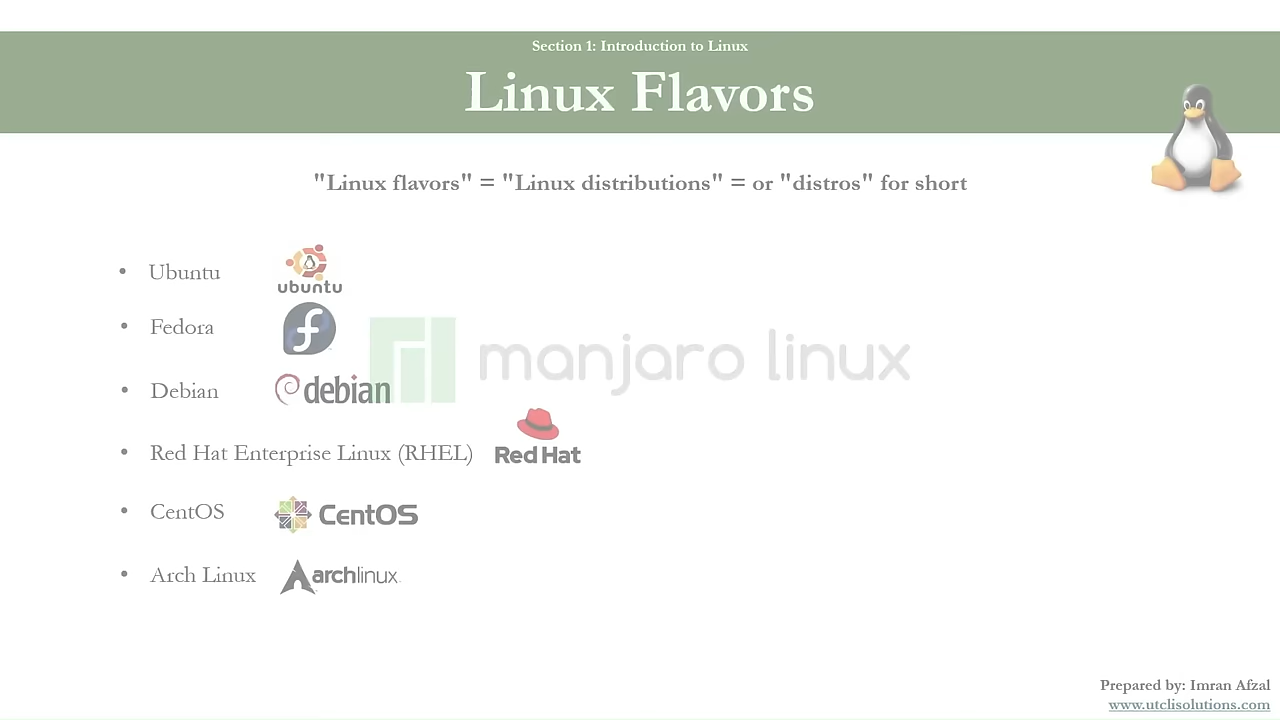 Section 1: Introduction to Linux
Linux Flavors
"Linux flavors" = "Linux distributions" = or "distros" for short
• Ubuntu
ubuntu
• Fedora
manjaro linux
• Debian
debian
• Red Hat Enterprise Linux (RHEL)
Red Hat
• CentOS
CentOS
• Arch Linux
archlinux
Prepared by: Imran Afzal
www.utclisolutions.com